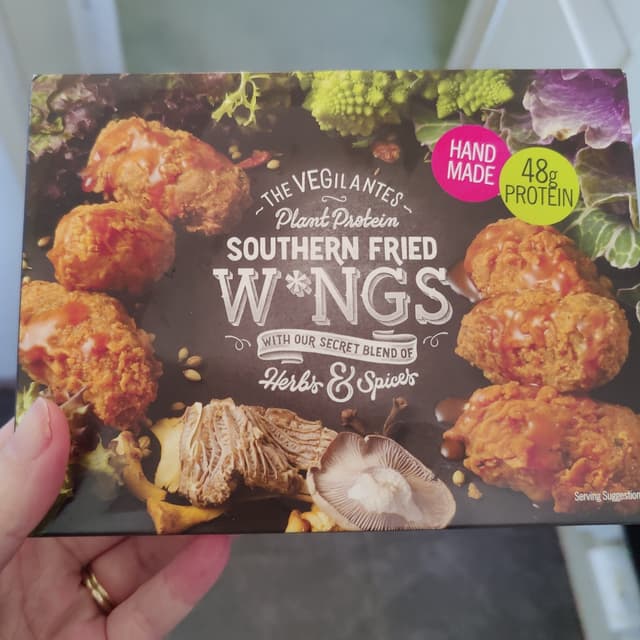 THE VEGILANTES
Plant Protein
SOUTHERN FRIED
W*NGS
WITH OUR SECRET BLEND OF
Herbs & Spices
HAND
MADE
48g
PROTEIN
Serving Suggestion